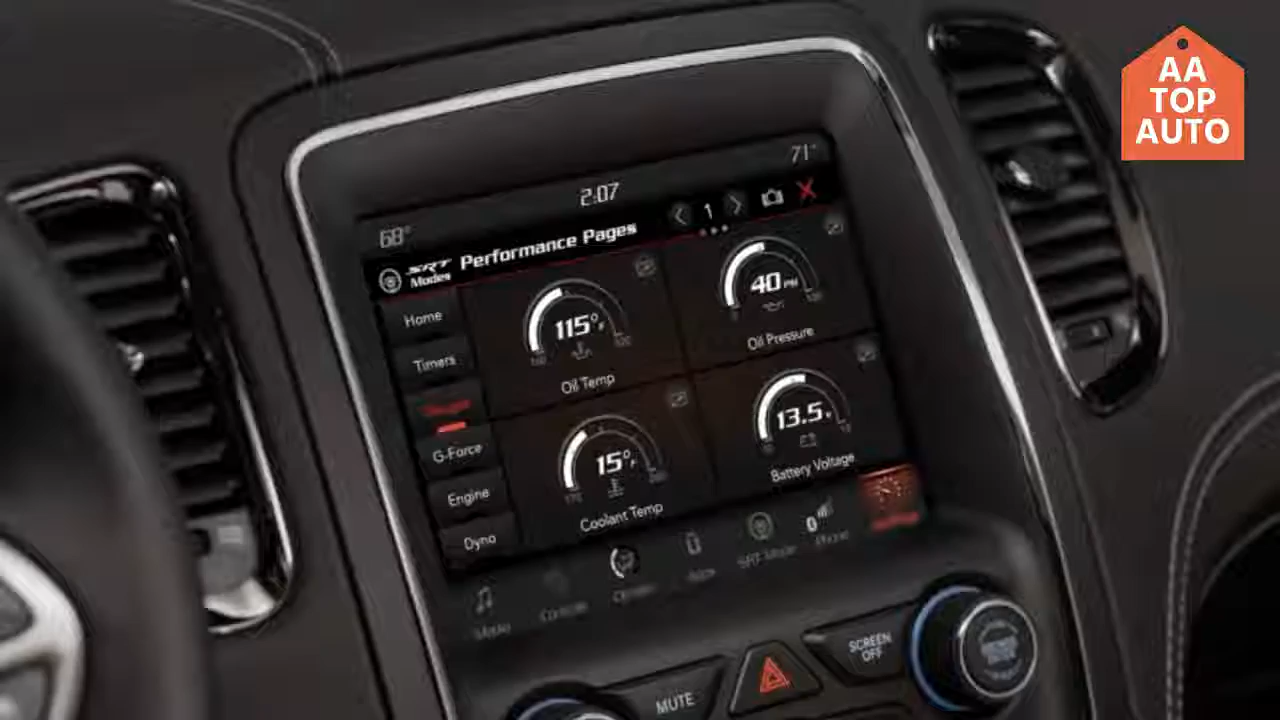 AA
TOP
AUTO
71°
2:07
68°
1
SRT
Modes
Performance Pages
Home
Timers
G-Force
Engine
Dyno
115°F
Oil Temp
40
Oil Pressure
15°F
Coolant Temp
13.5v
Battery Voltage
SRT Mode
Phone
SCREEN
OFF
MUTE